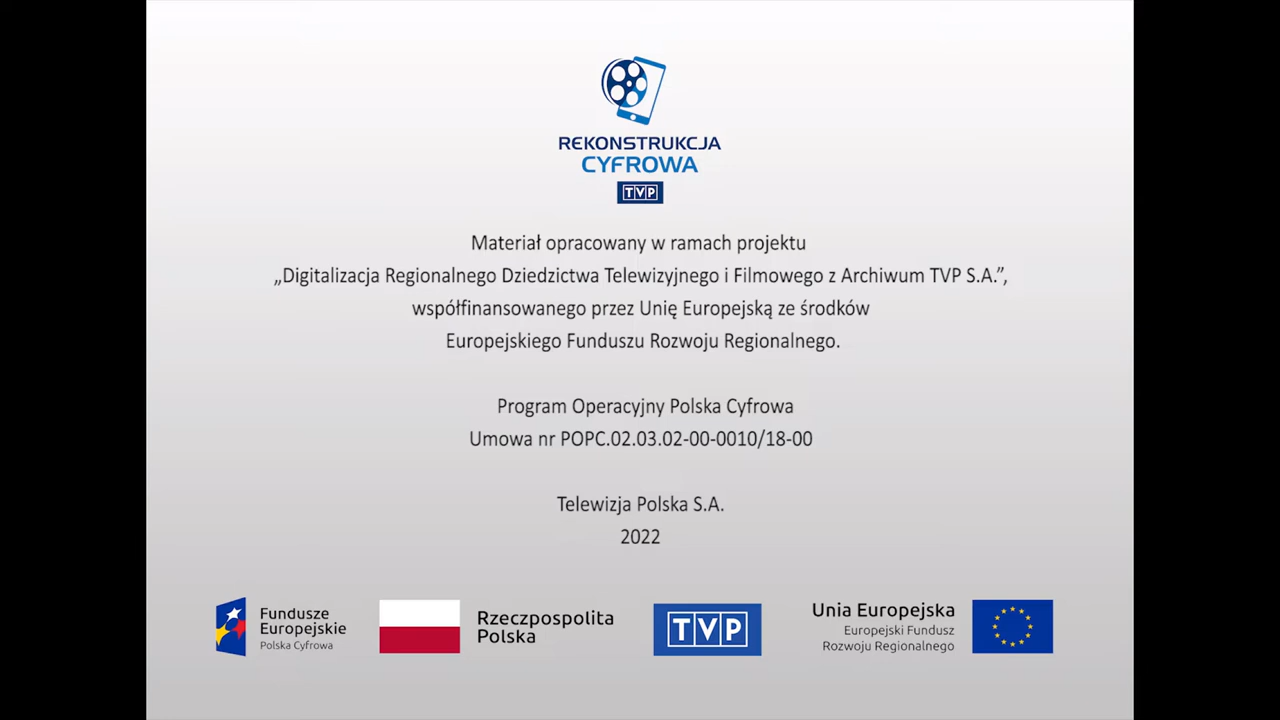 REKONSTRUKCJA
CYFROWA
TVP
Materiał opracowany w ramach projektu
„Digitalizacja Regionalnego Dziedzictwa Telewizyjnego i Filmowego z Archiwum TVP S.A.”,
współfinansowanego przez Unię Europejską ze środków
Europejskiego Funduszu Rozwoju Regionalnego.
Program Operacyjny Polska Cyfrowa
Umowa nr POPC.02.03.02-00-0010/18-00
Telewizja Polska S.A.
2022
Fundusze
Europejskie
Polska Cyfrowa
Rzeczpospolita
Polska
TVP
Unia Europejska
Europejski Fundusz
Rozwoju Regionalnego